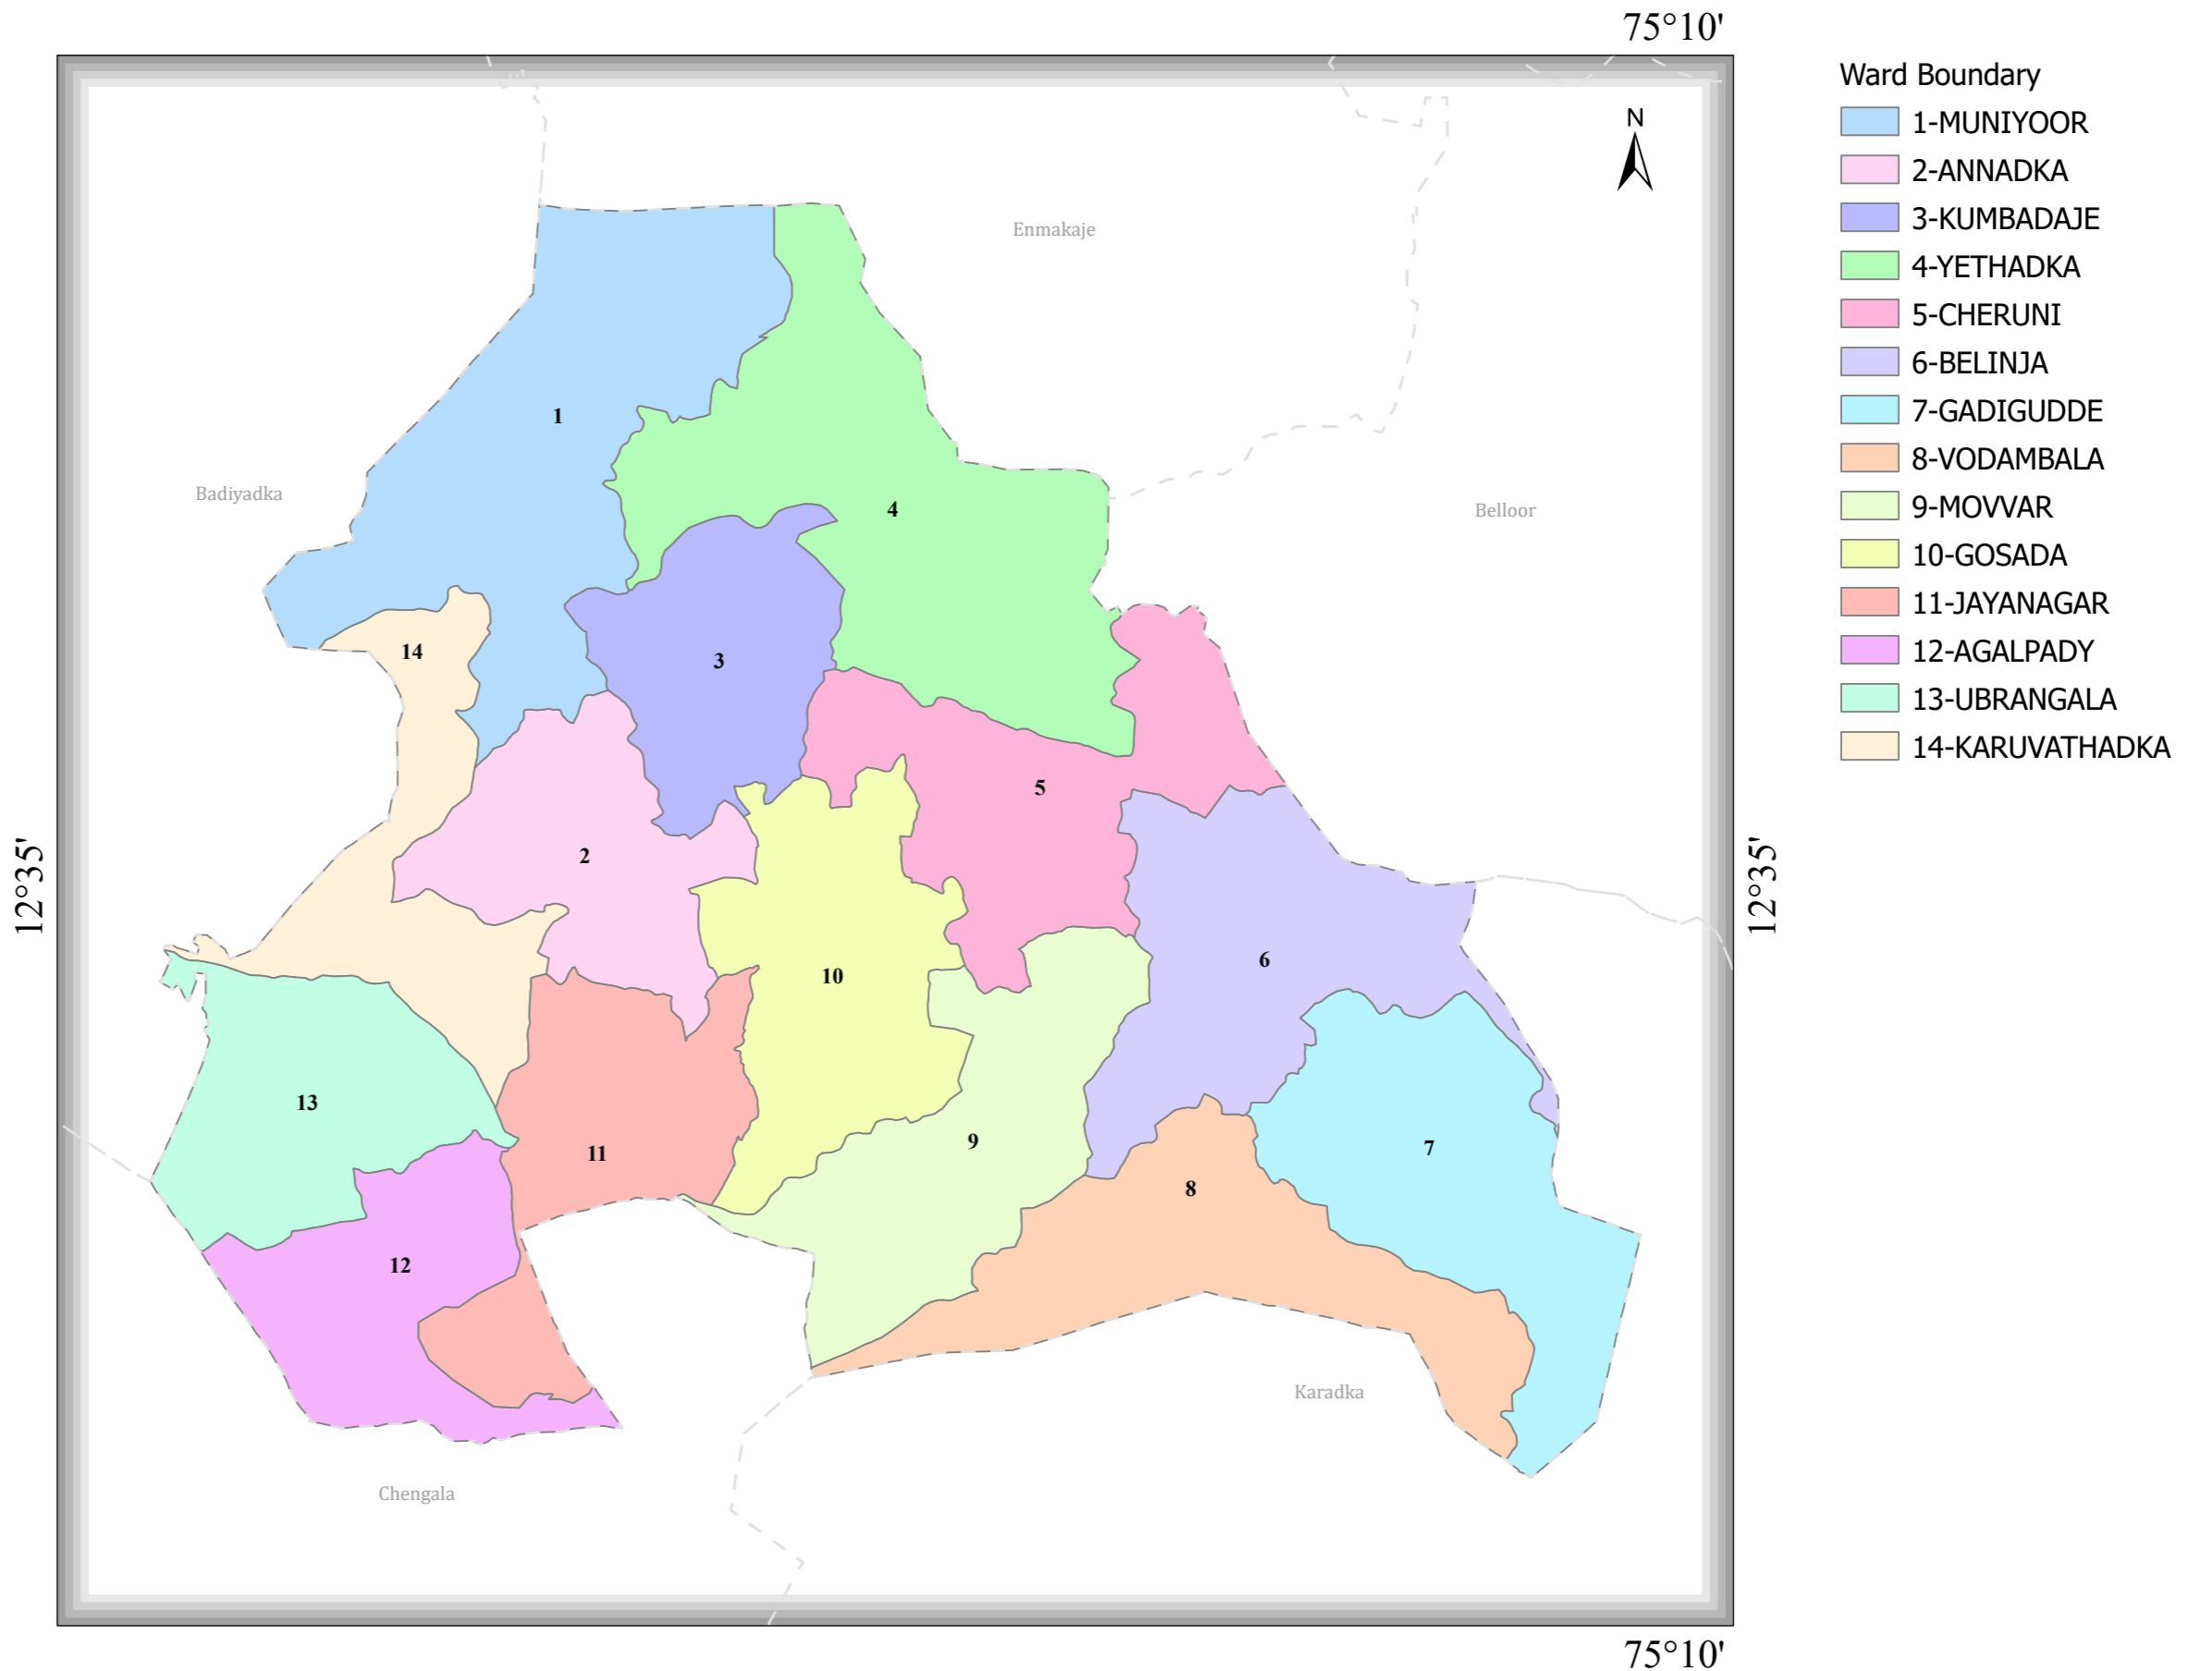 75°10'
Ward Boundary
1-MUNIYOOR
2-ANNADKA
3-KUMBADAJE
4-YETHADKA
5-CHERUNI
6-BELINJA
7-GADIGUDDE
8-VODAMBALA
9-MOVVAR
10-GOSADA
11-JAYANAGAR
12-AGALPADY
13-UBRANGALA
14-KARUVATHADKA
N
Enmakaje
1
Badiyadka
4
Belloor
14
3
5
12°35'
12°35'
2
6
10
13
9
7
11
8
12
Karadka
Chengala
75°10'